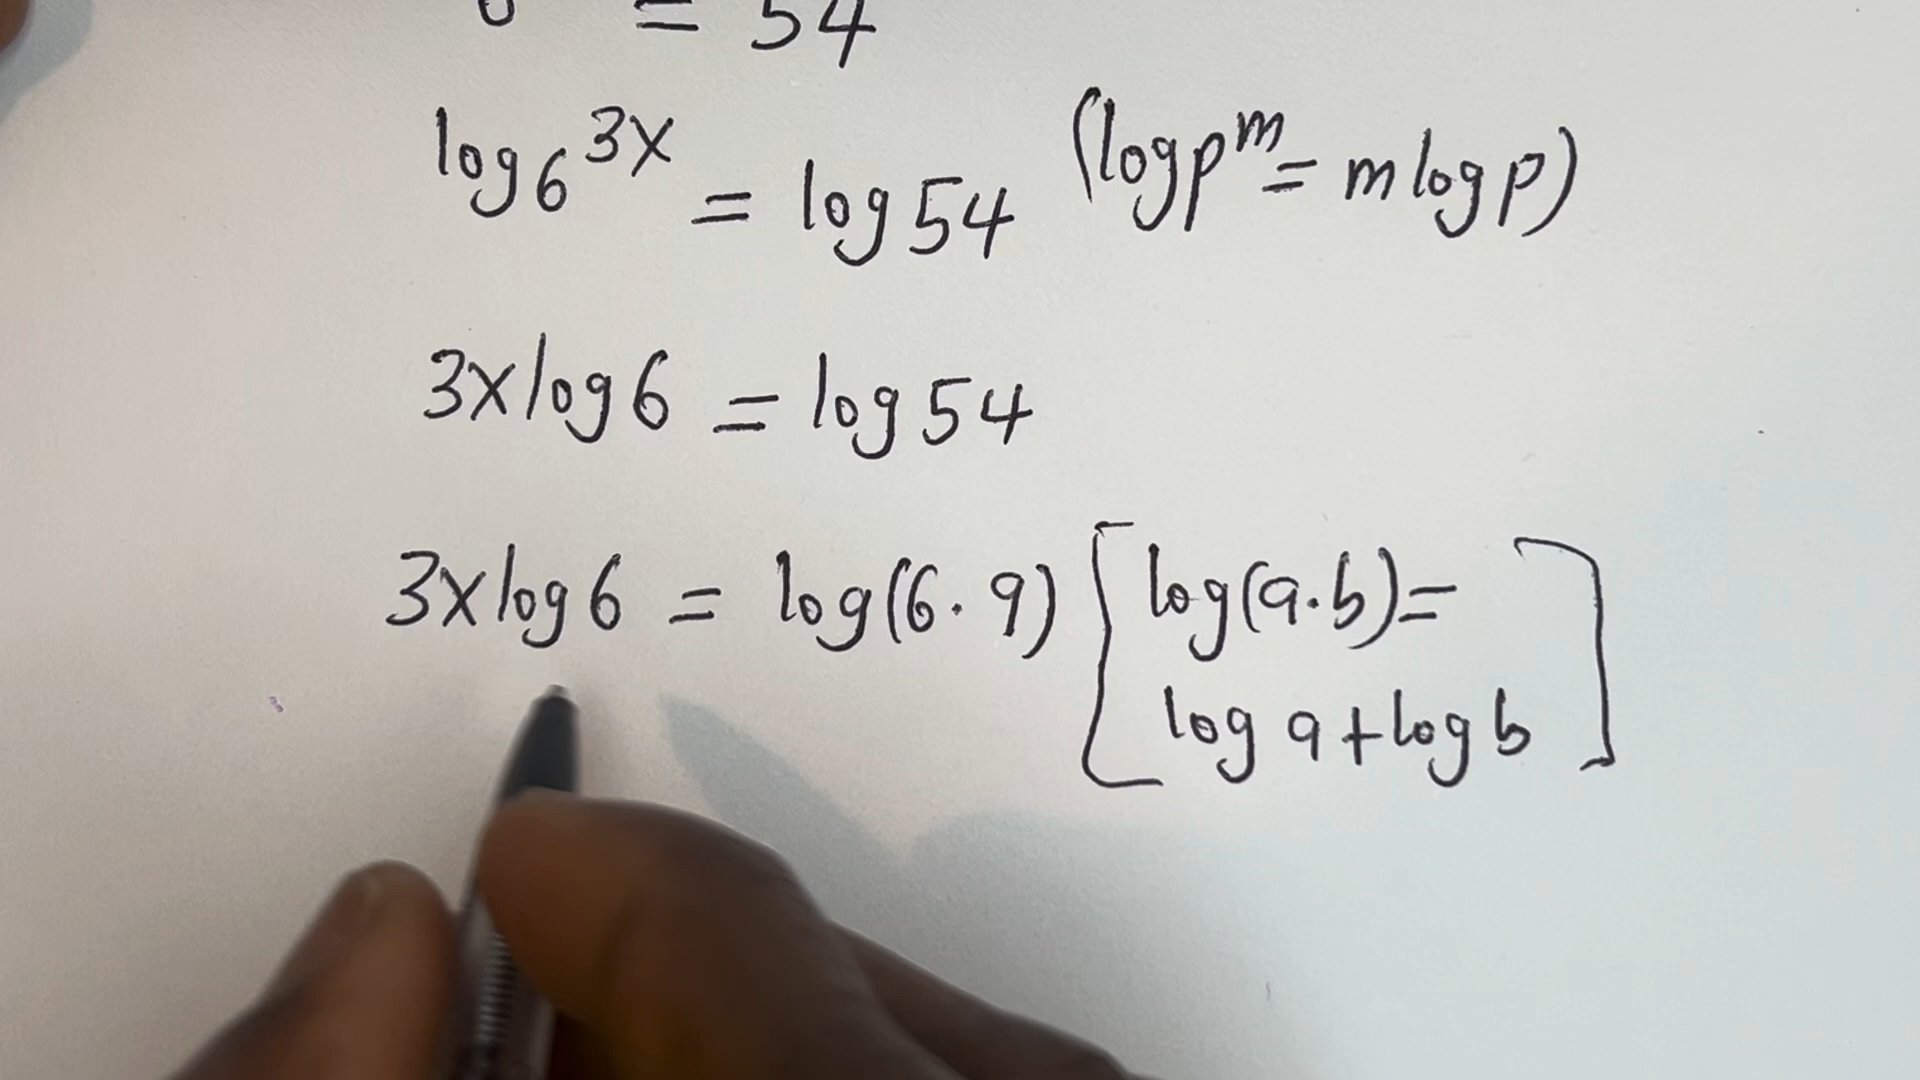 6 = 54
log 6^3x = log 54 (log p^m = m log p)
3x log 6 = log 54
3x log 6 = log(6·9) [log(a·b)=
log a + log b]